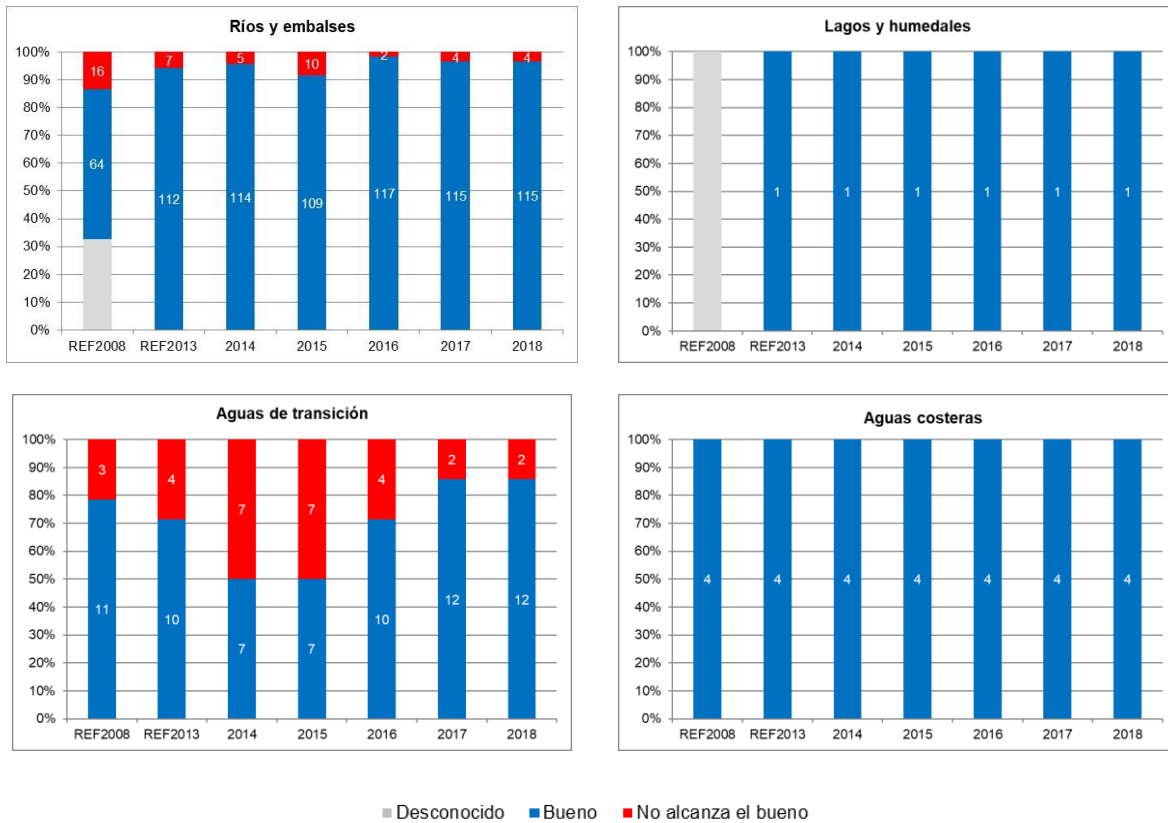 Ríos y embalses
100%
90%
80%
70%
60%
50%
40%
30%
20%
10%
0%
16 7 5 10 2 4 4
64 112 114 109 117 115 115
REF2008 REF2013 2014 2015 2016 2017 2018
Lagos y humedales
100%
90%
80%
70%
60%
50%
40%
30%
20%
10%
0%
1 1 1 1 1 1
REF2008 REF2013 2014 2015 2016 2017 2018
Aguas de transición
100%
90%
80%
70%
60%
50%
40%
30%
20%
10%
0%
3 4 7 7 4 2 2
11 10 7 7 10 12 12
REF2008 REF2013 2014 2015 2016 2017 2018
Aguas costeras
100%
90%
80%
70%
60%
50%
40%
30%
20%
10%
0%
4 4 4 4 4 4 4
REF2008 REF2013 2014 2015 2016 2017 2018
Desconocido Bueno No alcanza el bueno